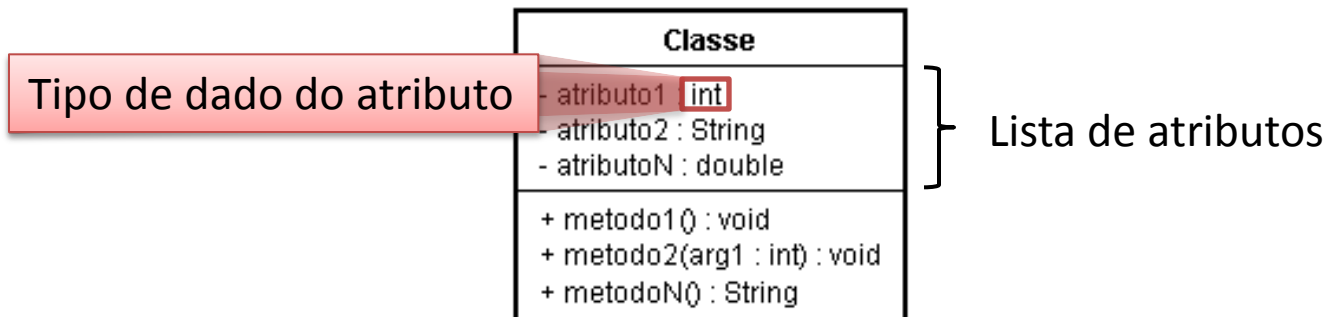 Classe
Tipo de dado do atributo
- atributo1 : int
- atributo2 : String
- atributoN : double
Lista de atributos
+ metodo1() : void
+ metodo2(arg1 : int) : void
+ metodoN() : String